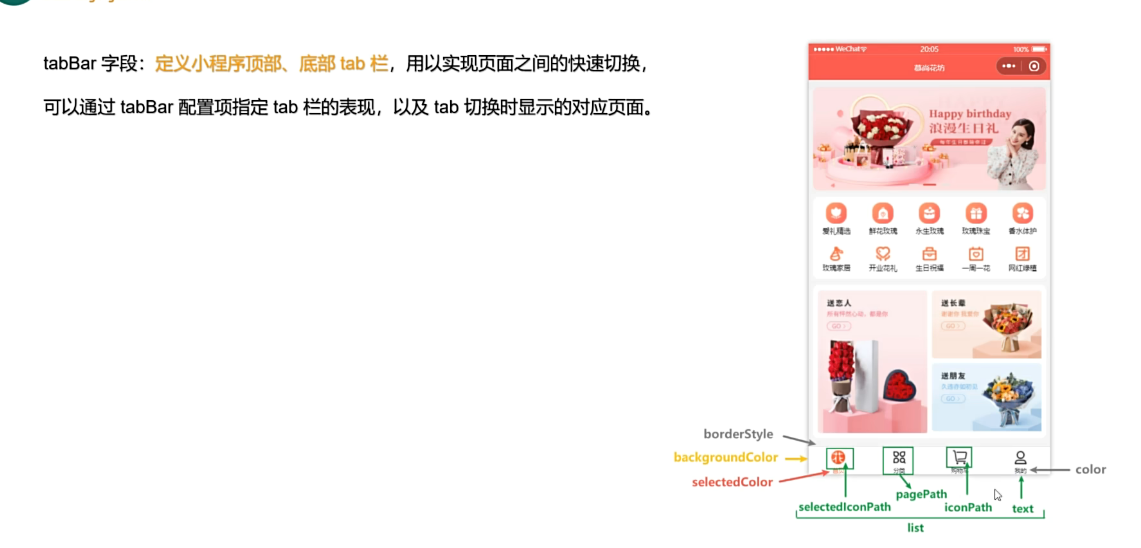 tabBar 字段：定义小程序顶部、底部 tab 栏，用以实现页面之间的快速切换，
可以通过 tabBar 配置项指定 tab 栏的表现，以及 tab 切换时显示的对应页面。
WeChat 20:05 100%
慕尚花坊
Happy birthday
浪漫生日礼
爱礼精选 鲜花玫瑰 永生玫瑰 玫瑰珠宝 香水体护
玫瑰家居 开业花礼 生日祝福 一周一花 网红绿植
送恋人
GO
送长辈
GO
送朋友
GO
borderStyle
backgroundColor
分类
我的
color
selectedColor
pagePath
selectedIconPath
iconPath
text
list